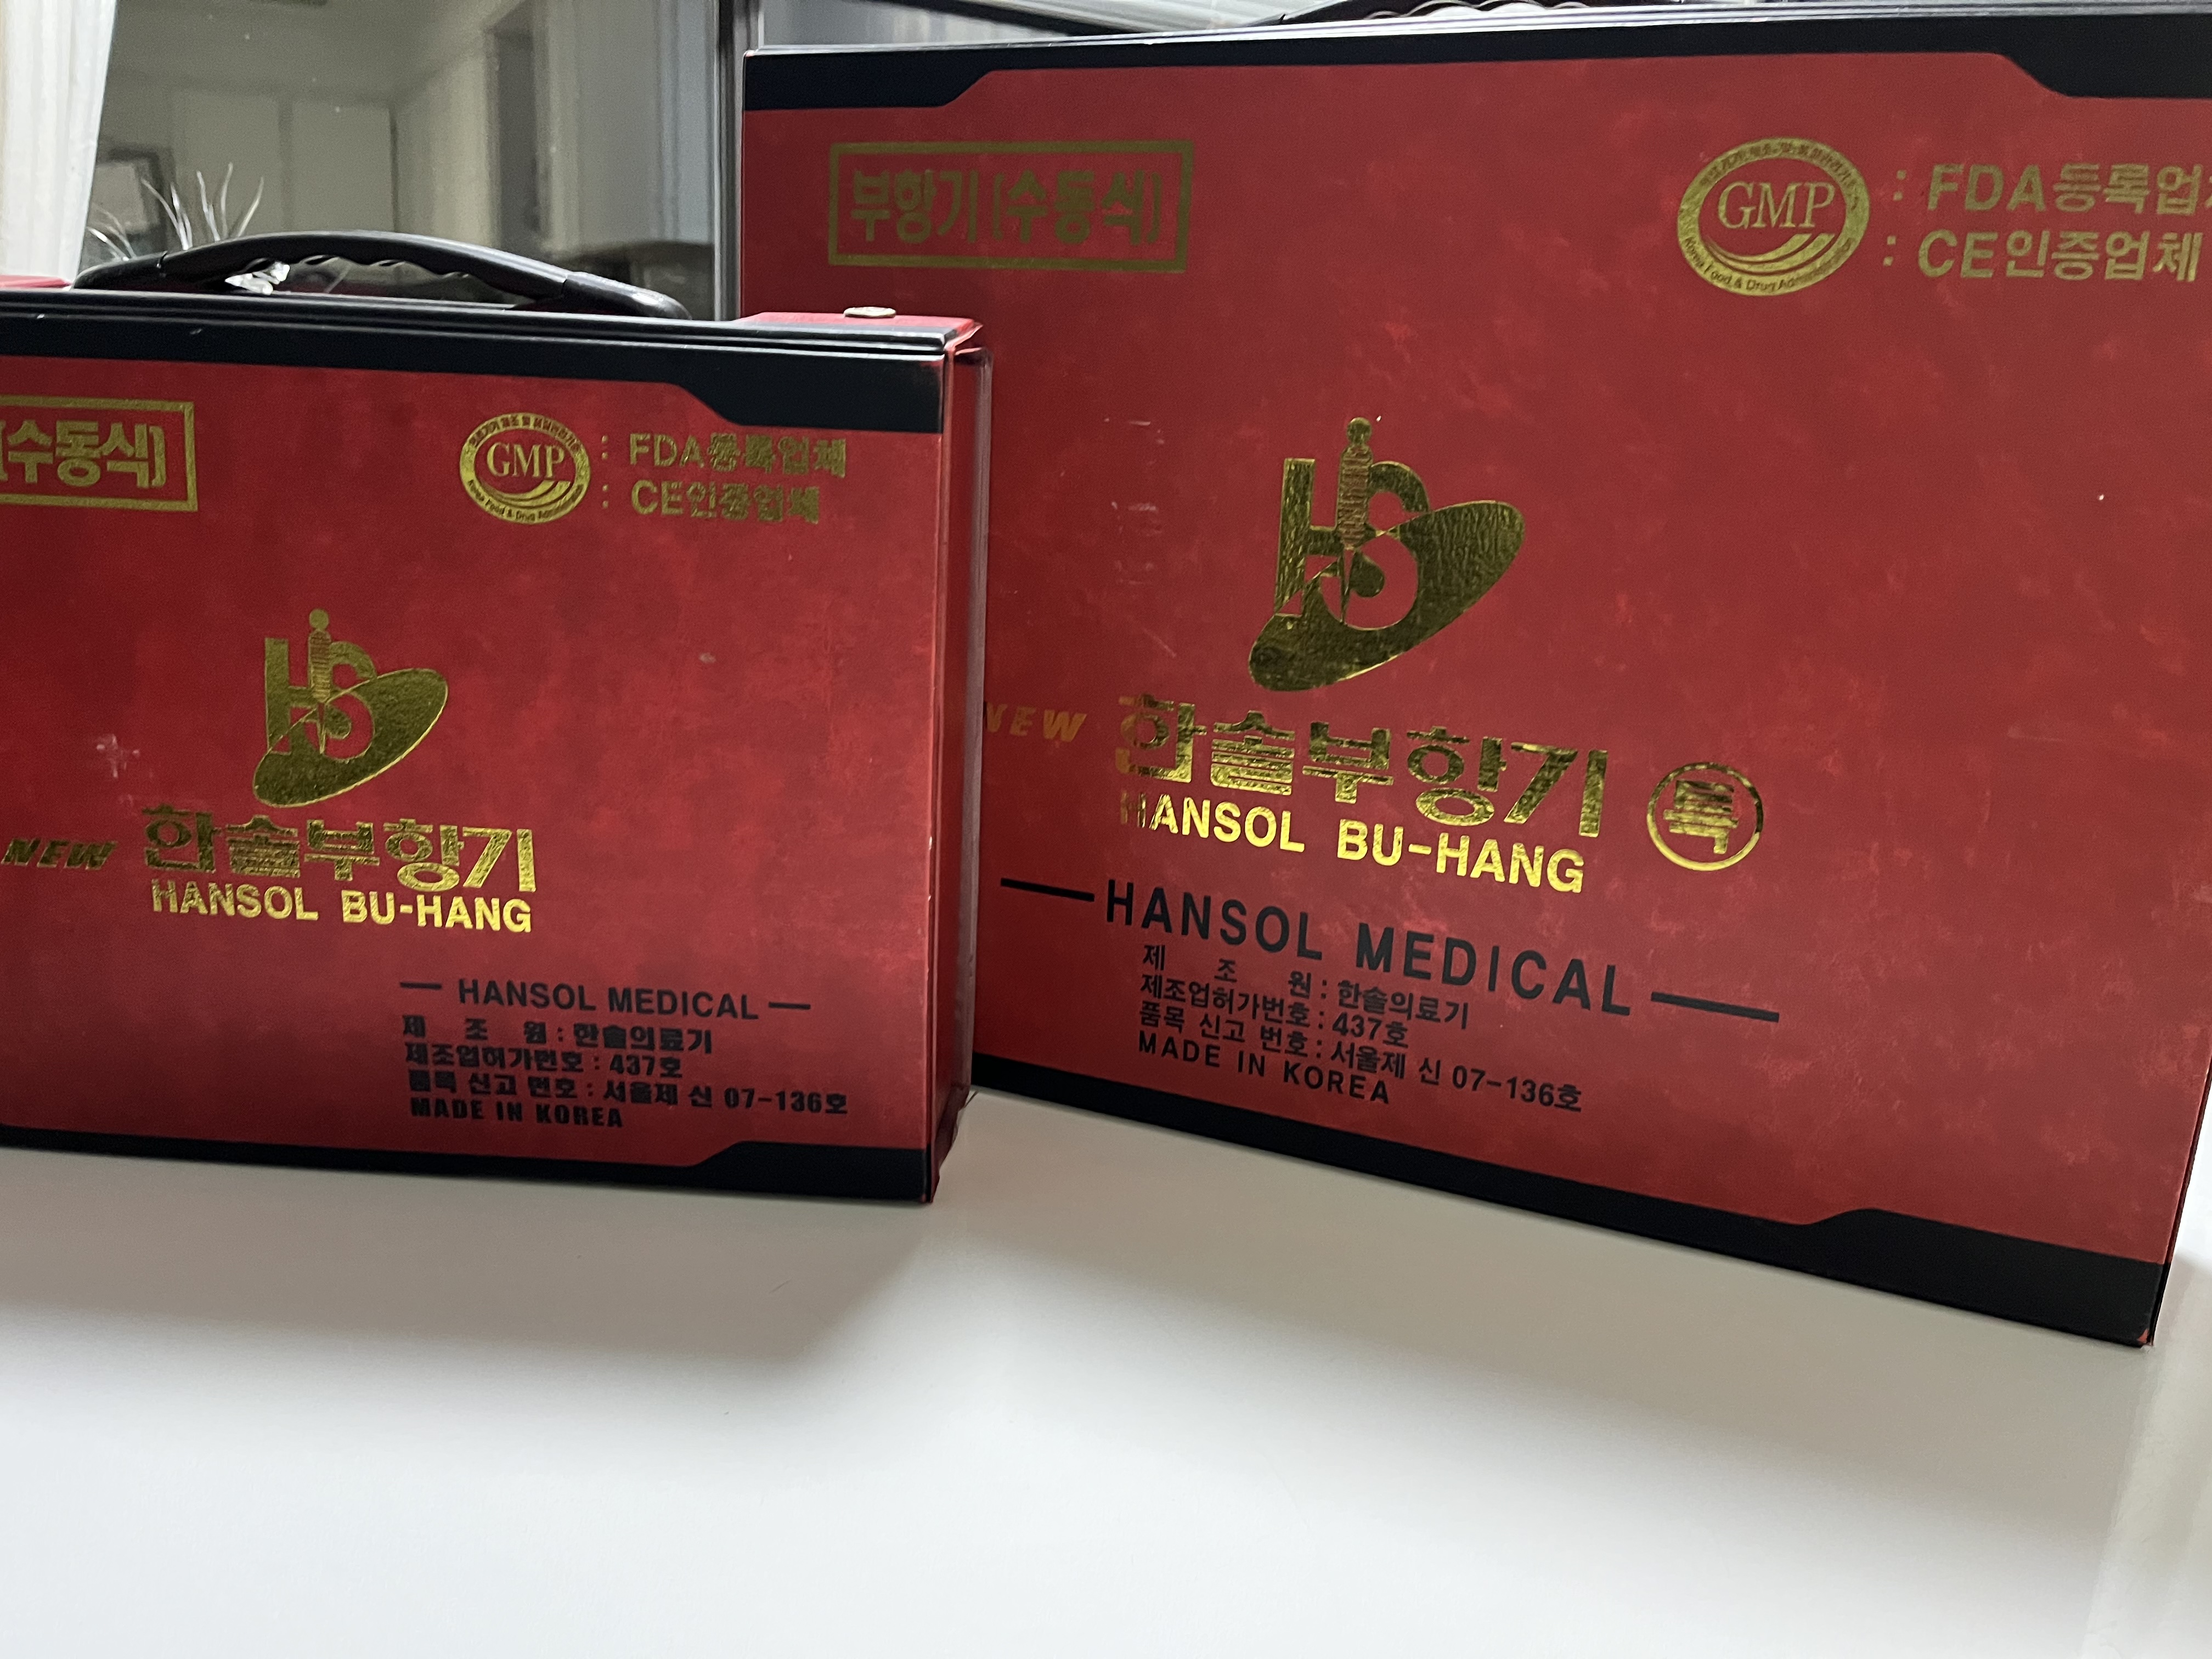 (수동식)
GMP
: FDA등록업체
: CE인증업체
HS
NEW 한솔부항기
HANSOL BU-HANG
HANSOL MEDICAL
제 조 원 : 한솔의료기
제조업허가번호 : 437호
품목 신고 번호 : 서울제 신 07-136호
MADE IN KOREA
부항기(수동식)
GMP
Korea Food & Drug Administration
: FDA등록업
: CE인증업체
HS
NEW 한솔부항기 특
HANSOL BU-HANG
HANSOL MEDICAL
제 조 원 : 한솔의료기
제조업허가번호 : 437호
품목 신고 번호 : 서울제 신 07-136호
MADE IN KOREA